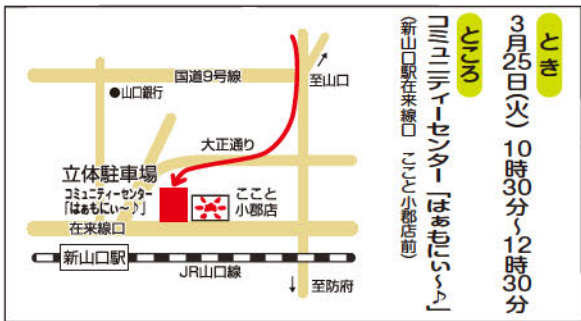 とき
3月25日(火) 10時30分～12時30分
ところ
コミュニティーセンター「はぁもにぃ～♪」
(新山口駅在来線口 ここと小郡店前)
国道9号線
至山口
●山口銀行
大正通り
立体駐車場
コミュニティーセンター
「はぁもにぃ～♪」
ここと
小郡店
在来線口
新山口駅
JR山口線
至防府